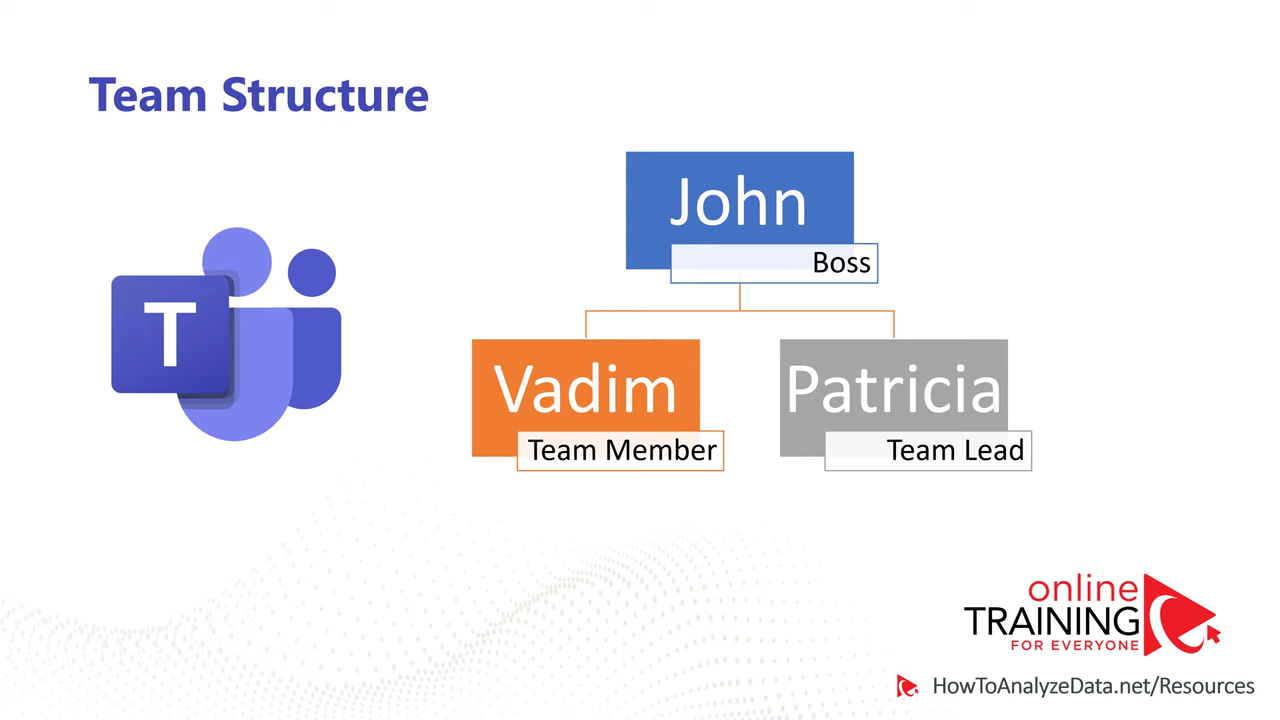 Team Structure
John
Boss
T
Vadim
Team Member
Patricia
Team Lead
online
TRAINING
FOR EVERYONE
HowToAnalyzeData.net/Resources